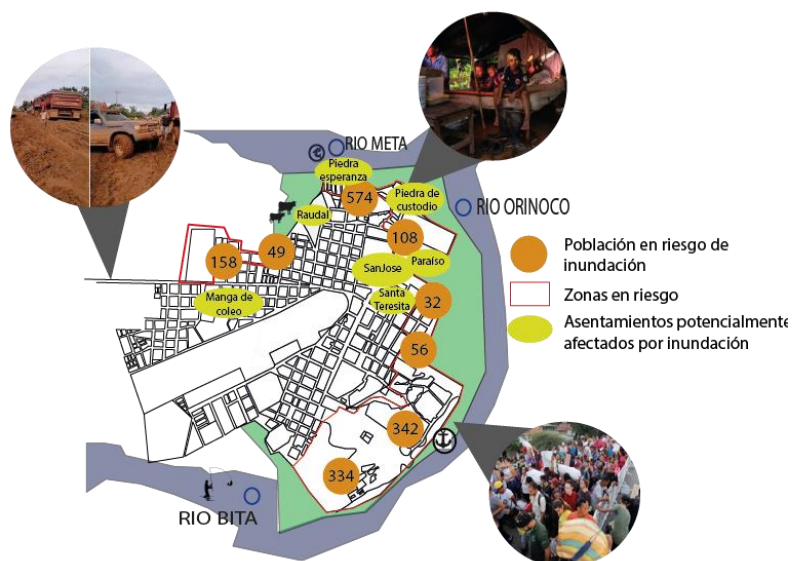 RIO META
Piedra
esperanza
574
Piedra de
custodio
Raudal
RIO ORINOCO
108
49
158
SanJose
Paraíso
Manga de
coleo
Santa
Teresita
32
56
342
334
RIO BITA
Población en riesgo de
inundación
Zonas en riesgo
Asentamientos potencialmente
afectados por inundación